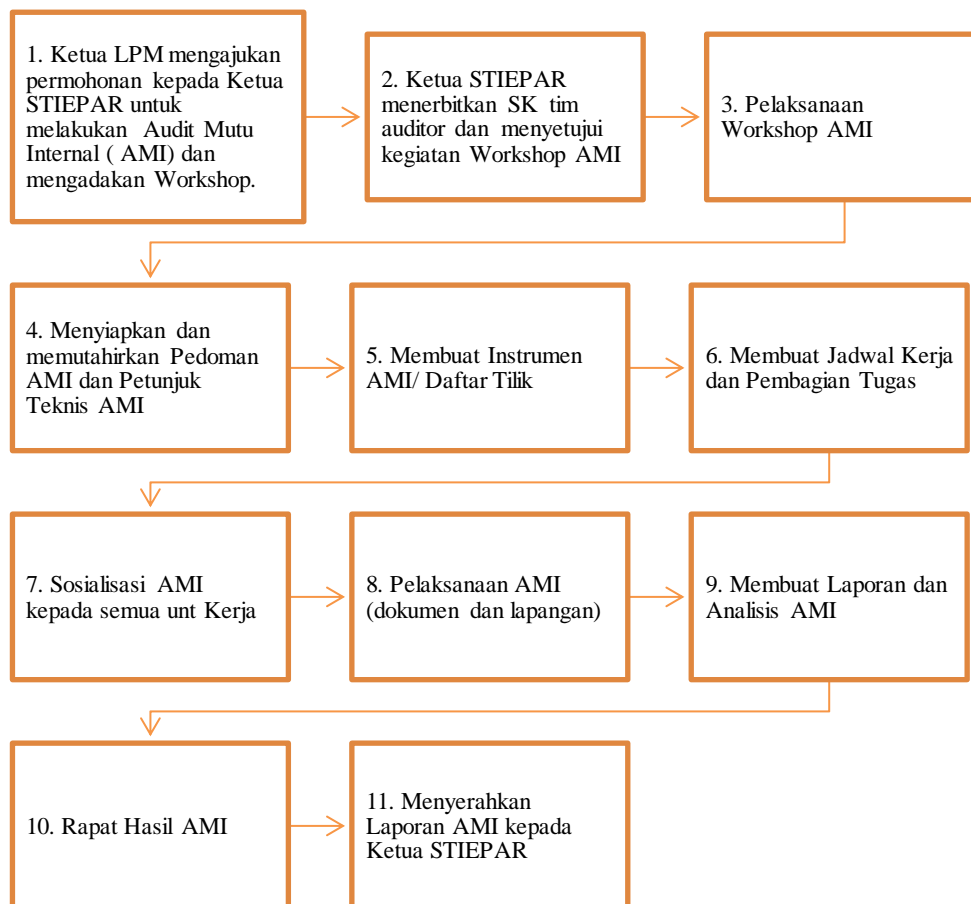 1. Ketua LPM mengajukan
permohonan kepada Ketua
STIEPAR untuk
melakukan Audit Mutu
Internal ( AMI) dan
mengadakan Workshop.
2. Ketua STIEPAR
menerbitkan SK tim
auditor dan menyetujui
kegiatan Workshop AMI
3. Pelaksanaan
Workshop AMI
4. Menyiapkan dan
memutahirkan Pedoman
AMI dan Petunjuk
Teknis AMI
5. Membuat Instrumen
AMI/ Daftar Tilik
6. Membuat Jadwal Kerja
dan Pembagian Tugas
7. Sosialisasi AMI
kepada semua unt Kerja
8. Pelaksanaan AMI
(dokumen dan lapangan)
9. Membuat Laporan dan
Analisis AMI
10. Rapat Hasil AMI
11. Menyerahkan
Laporan AMI kepada
Ketua STIEPAR